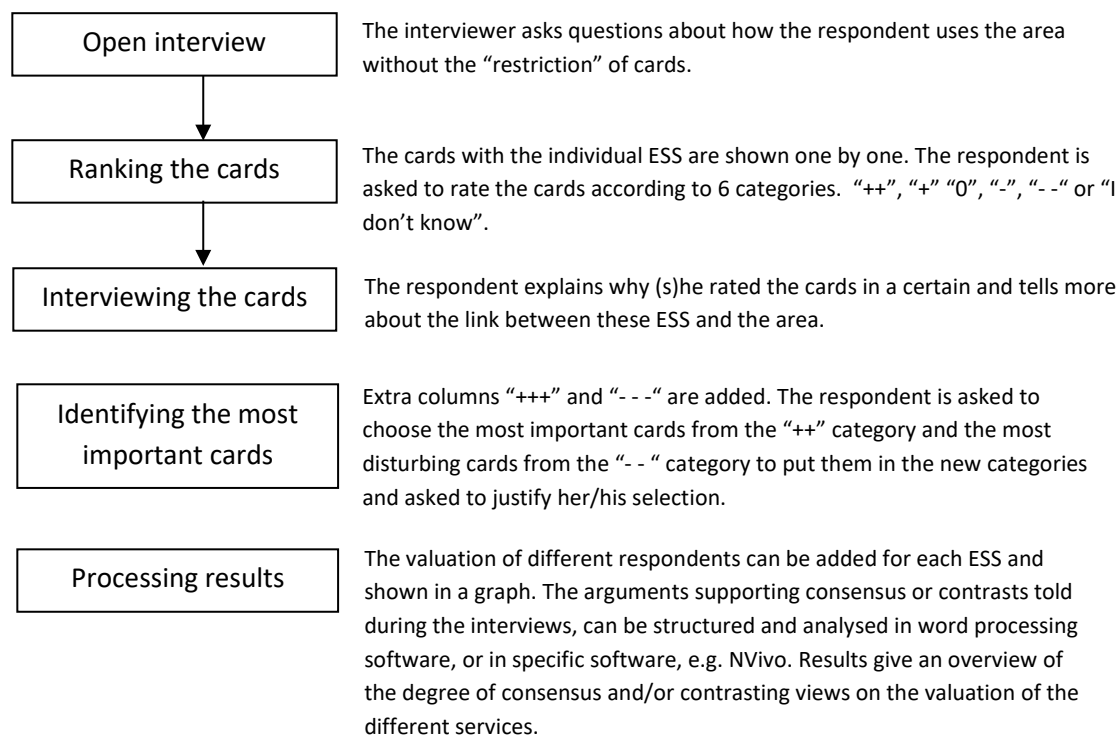 Open interview
The interviewer asks questions about how the respondent uses the area
without the “restriction” of cards.
Ranking the cards
The cards with the individual ESS are shown one by one. The respondent is
asked to rate the cards according to 6 categories. “++”, “+” “0”, “-”, “- -“ or “I
don’t know”.
Interviewing the cards
The respondent explains why (s)he rated the cards in a certain and tells more
about the link between these ESS and the area.
Identifying the most
important cards
Extra columns “+++” and “- - -“ are added. The respondent is asked to
choose the most important cards from the “++” category and the most
disturbing cards from the “- - “ category to put them in the new categories
and asked to justify her/his selection.
Processing results
The valuation of different respondents can be added for each ESS and
shown in a graph. The arguments supporting consensus or contrasts told
during the interviews, can be structured and analysed in word processing
software, or in specific software, e.g. NVivo. Results give an overview of
the degree of consensus and/or contrasting views on the valuation of the
different services.